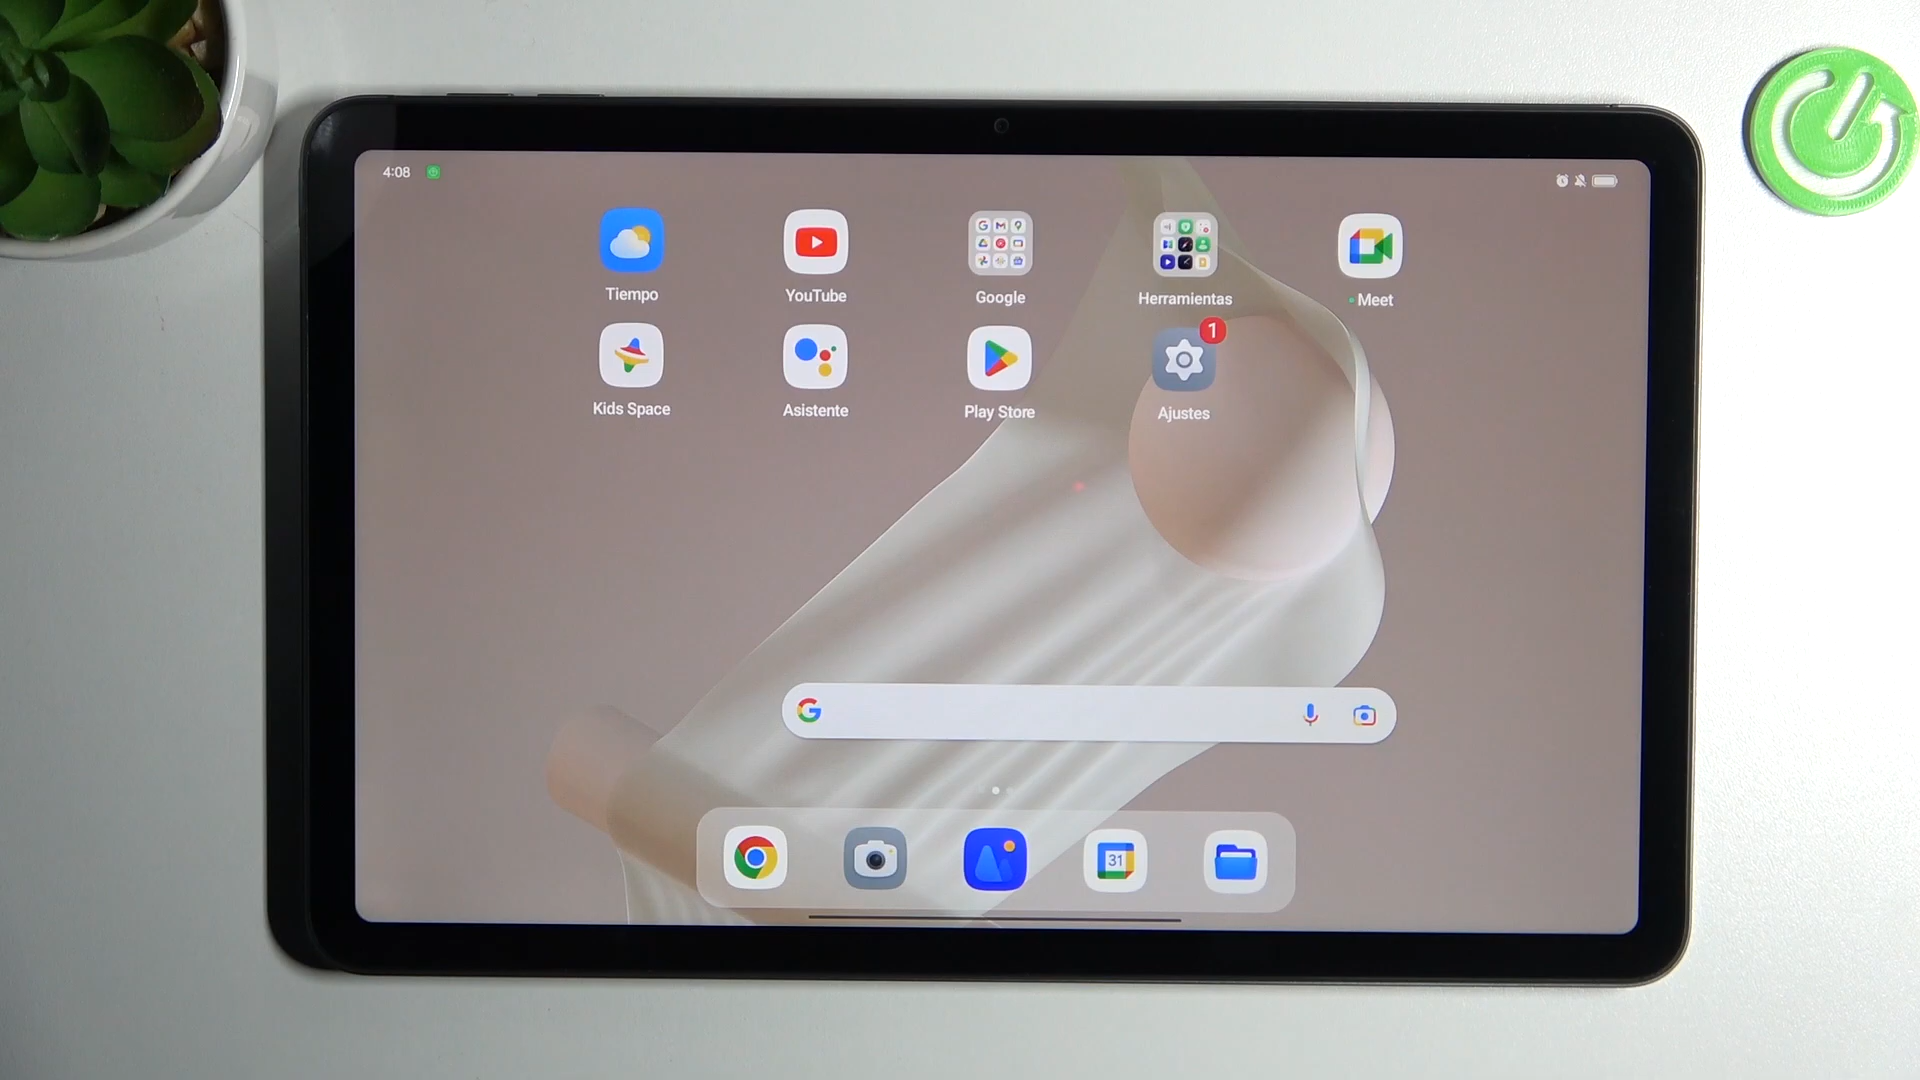 4:08
Tiempo
YouTube
Google
Herramientas
Meet
Kids Space
Asistente
Play Store
1
Ajustes
G
31